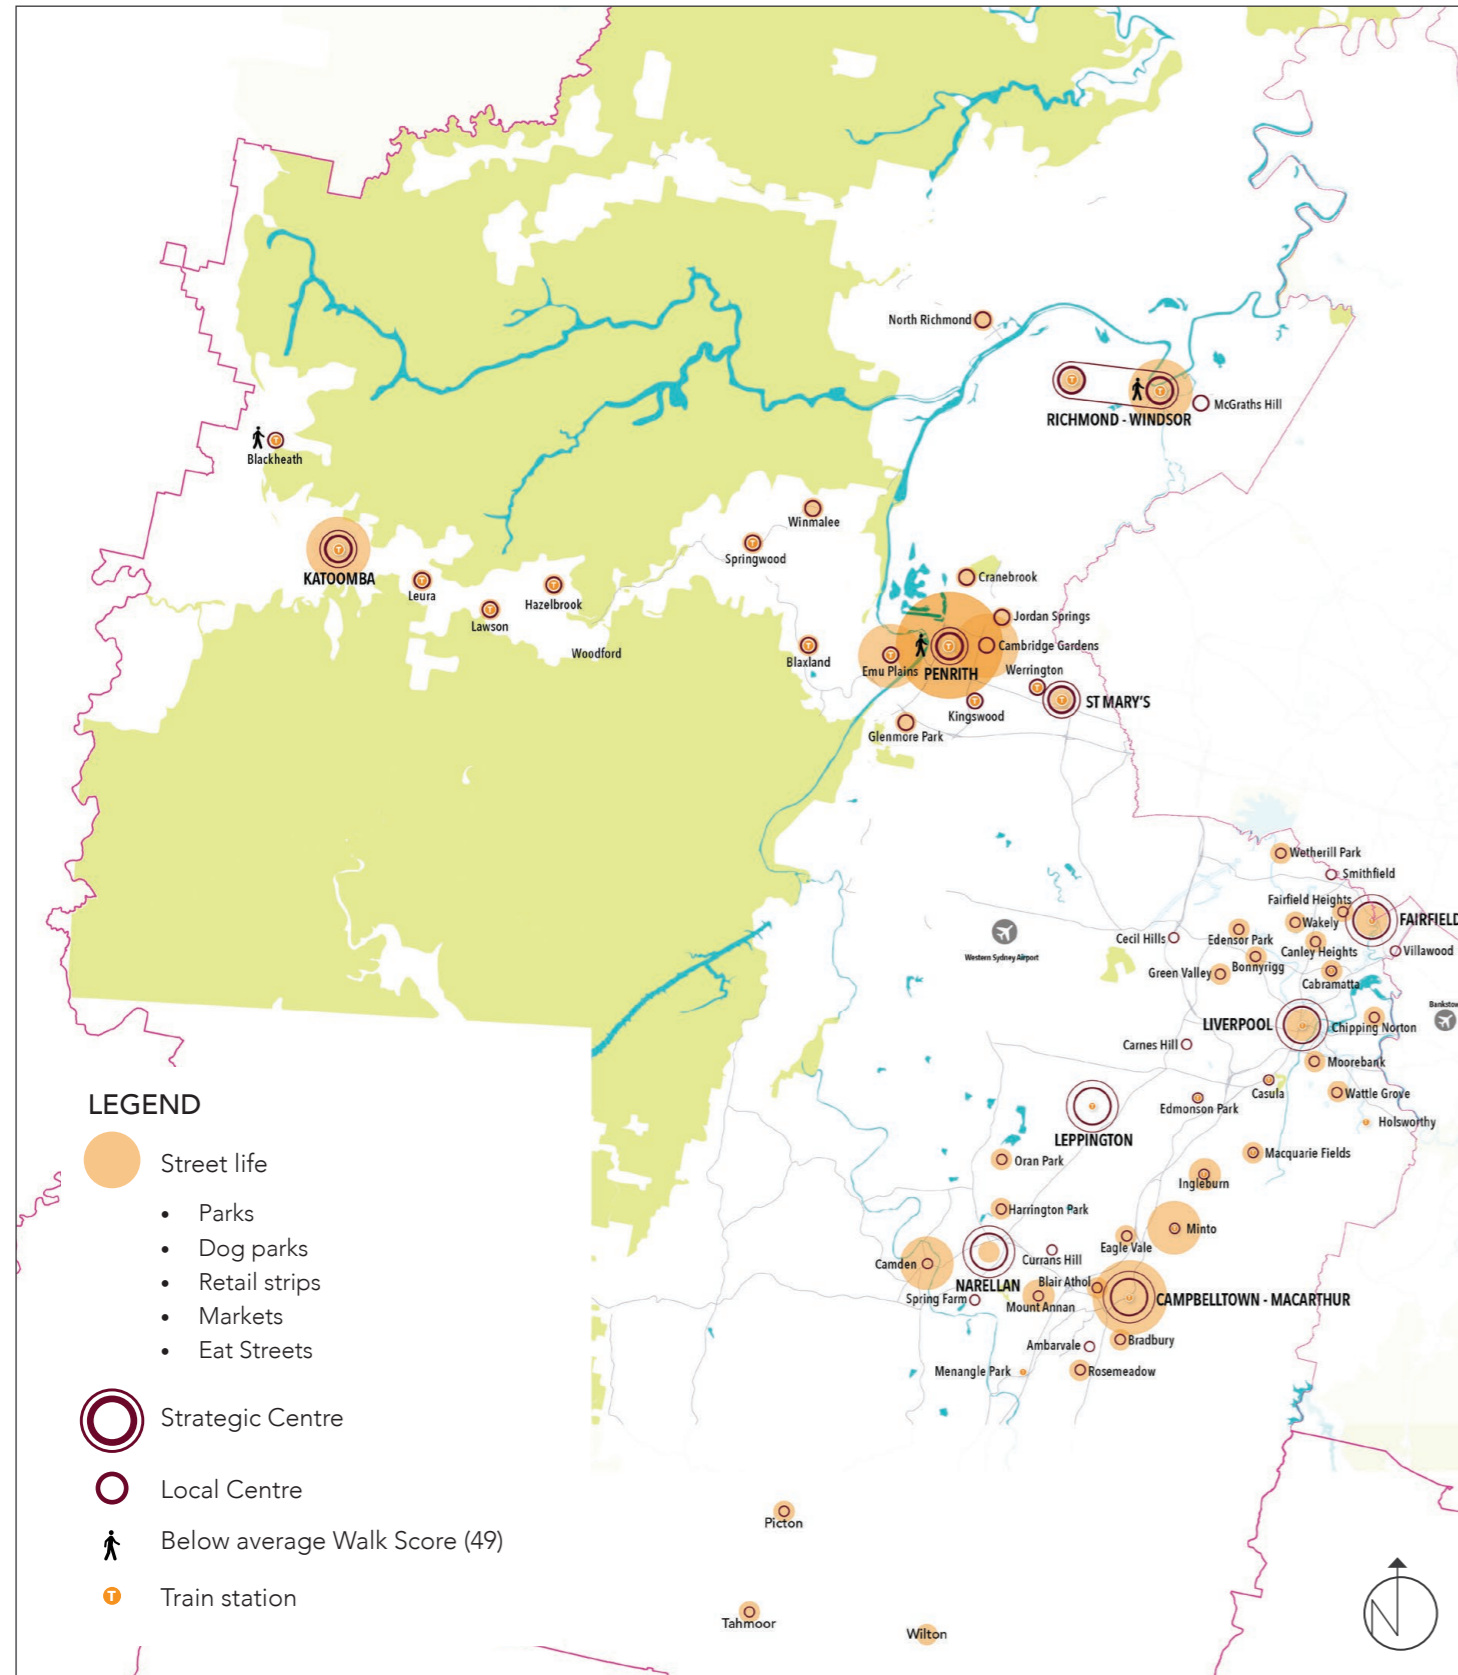 North Richmond
McGraths Hill
RICHMOND - WINDSOR
Blackheath
Winmalee
Springwood
KATOOMBA
Leura
Hazelbrook
Lawson
Woodford
Blaxland
Cranebrook
Jordan Springs
Cambridge Gardens
Emu Plains
PENRITH
Werrington
ST MARY'S
Kingswood
Glenmore Park
Wetherill Park
Smithfield
Fairfield Heights
FAIRFIELD
Wakely
Cecil Hills
Edensor Park
Canley Heights
Villawood
Western Sydney Airport
Green Valley
Bonnyrigg
Cabramatta
LIVERPOOL
Chipping Norton
Carnes Hill
Moorebank
Casula
Wattle Grove
Edmonson Park
Holsworthy
LEPPINGTON
Oran Park
Macquarie Fields
Ingleburn
Harrington Park
Minto
Eagle Vale
Camden
Currans Hill
NARELLAN
Blair Athol
Spring Farm
Mount Annan
CAMPBELLTOWN - MACARTHUR
Bradbury
Ambarvale
Menangle Park
Rosemeadow
Picton
Tahmoor
Wilton
LEGEND
Street life
• Parks
• Dog parks
• Retail strips
• Markets
• Eat Streets
Strategic Centre
Local Centre
Below average Walk Score (49)
T Train station
N